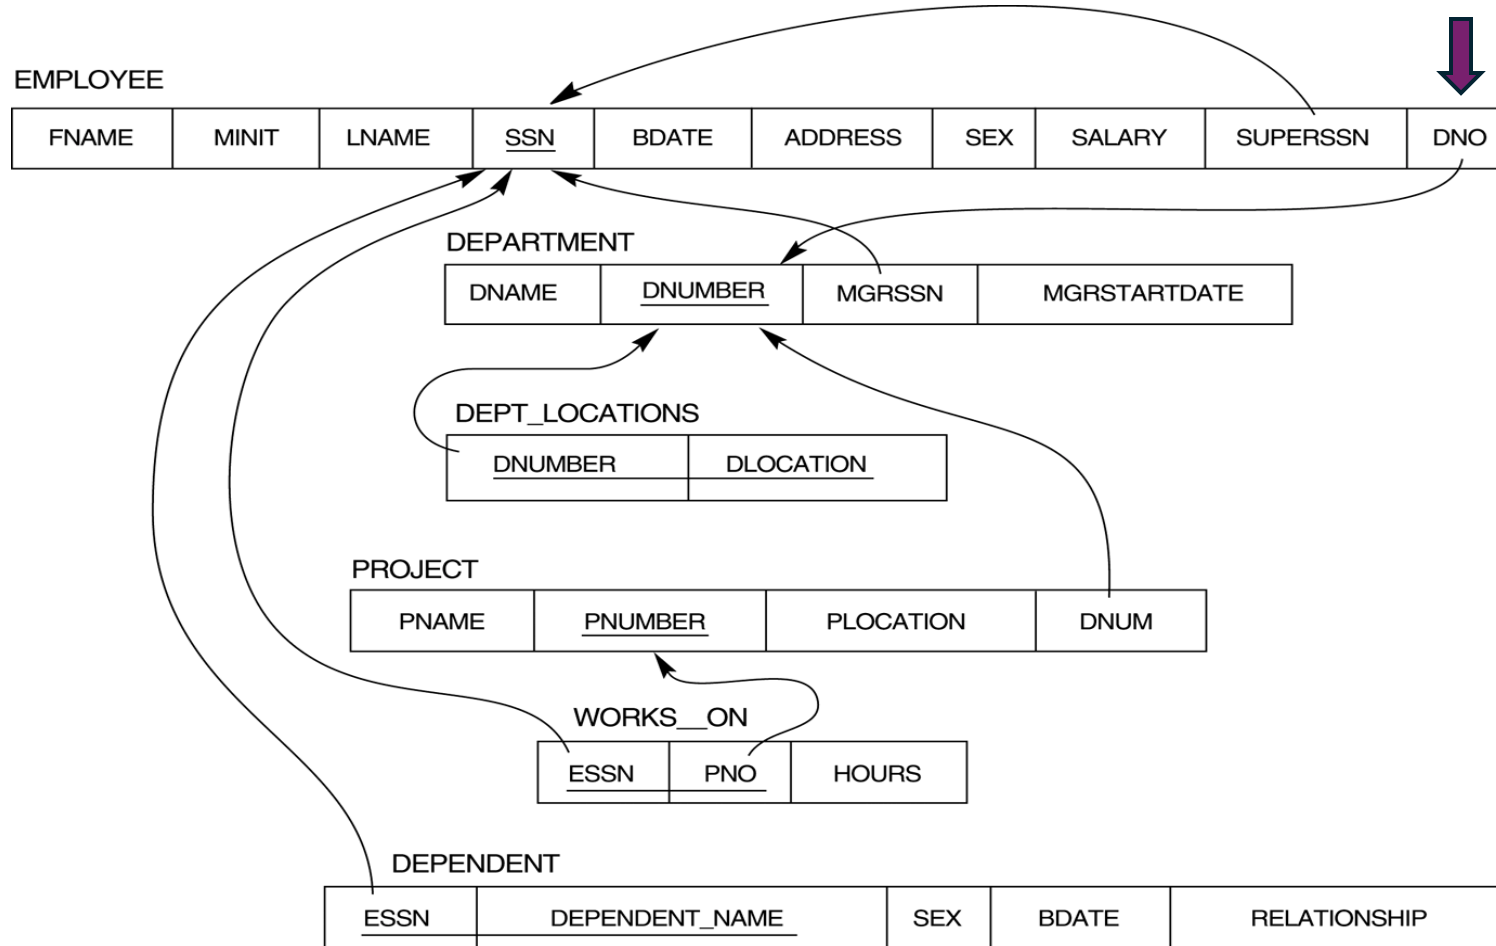 EMPLOYEE
FNAME MINIT LNAME SSN BDATE ADDRESS SEX SALARY SUPERSSN DNO
DEPARTMENT
DNAME DNUMBER MGRSSN MGRSTARTDATE
DEPT_LOCATIONS
DNUMBER DLOCATION
PROJECT
PNAME PNUMBER PLOCATION DNUM
WORKS__ON
ESSN PNO HOURS
DEPENDENT
ESSN DEPENDENT_NAME SEX BDATE RELATIONSHIP